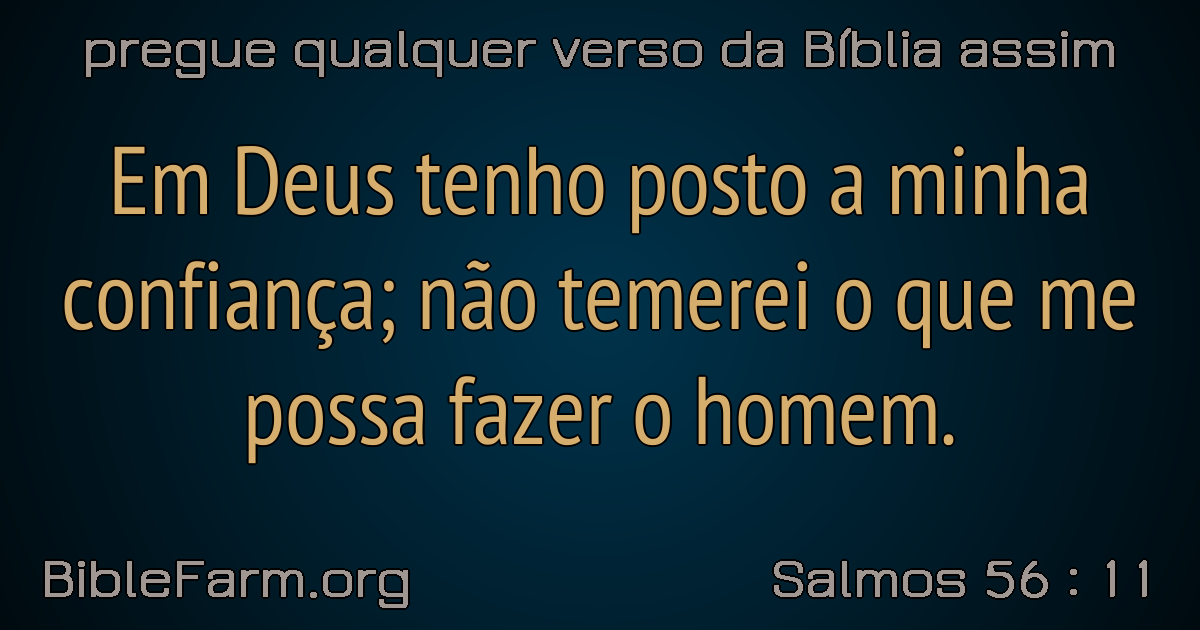 pregue qualquer verso da Bíblia assim
Em Deus tenho posto a minha
confiança; não temerei o que me
possa fazer o homem.
BibleFarm.org
Salmos 56 : 11